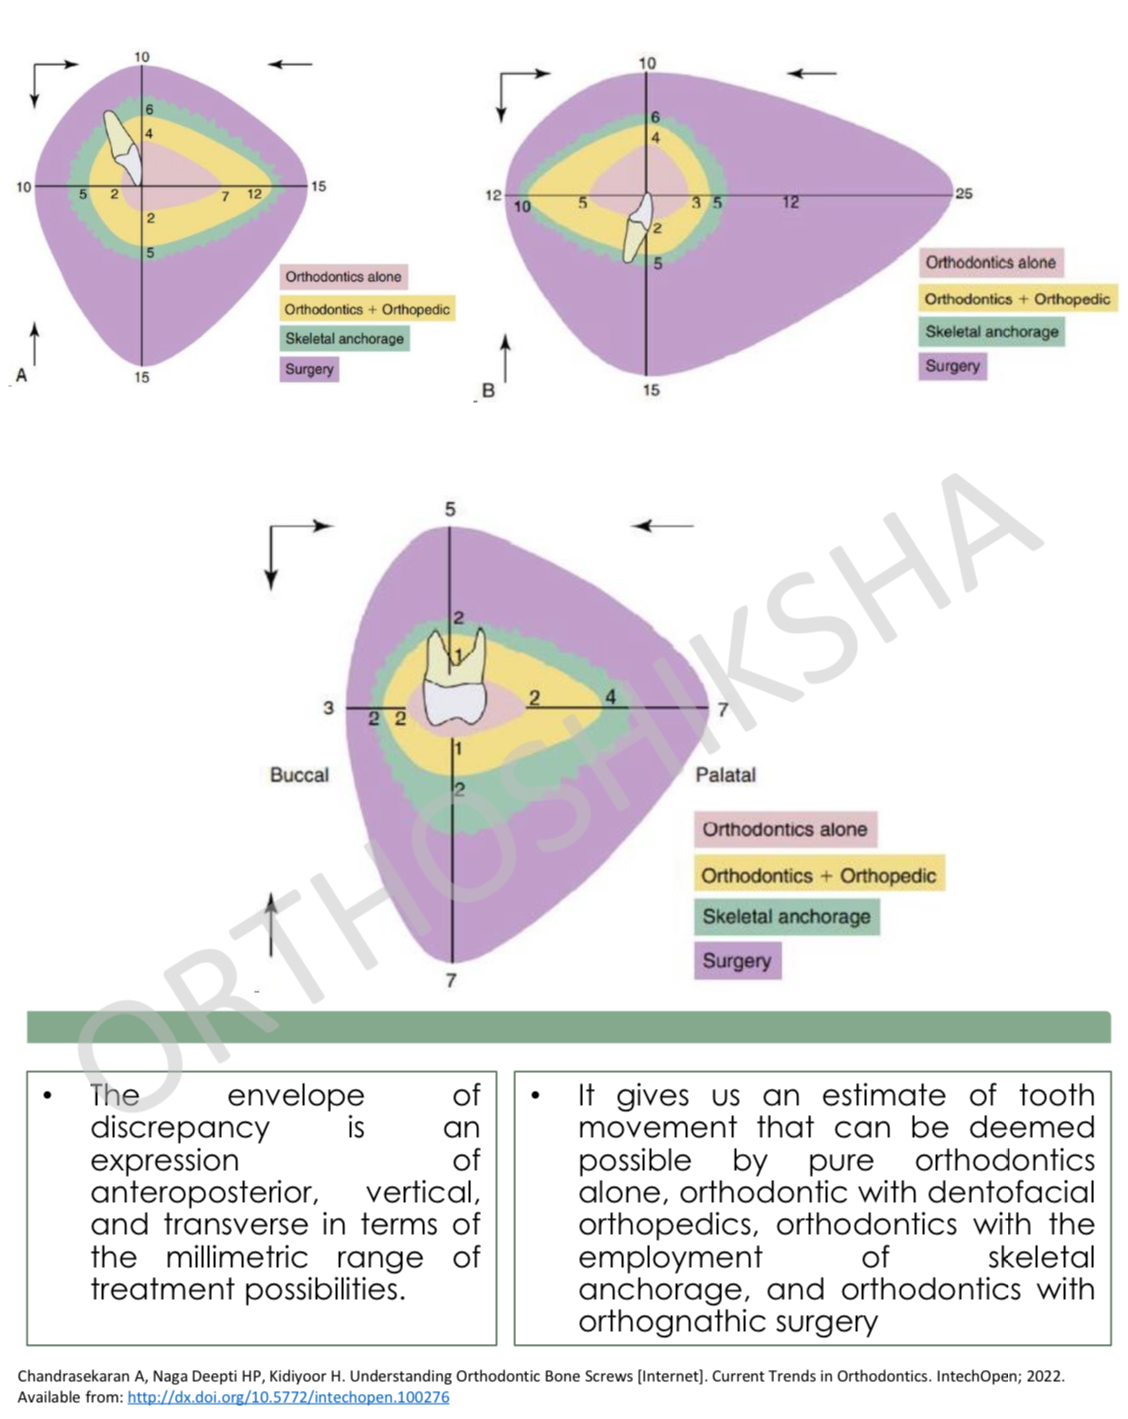 10
6
4
10
5
2
7
12
15
2
5
15
A
Orthodontics alone
Orthodontics + Orthopedic
Skeletal anchorage
Surgery
10
6
4
12
10
5
3
5
12
25
2
5
15
B
Orthodontics alone
Orthodontics + Orthopedic
Skeletal anchorage
Surgery
5
2
1
3
2
2
2
4
7
1
2
Buccal
Palatal
7
Orthodontics alone
Orthodontics + Orthopedic
Skeletal anchorage
Surgery
ORTHOSHIKSHA
• The envelope of
discrepancy is an
expression of
anteroposterior, vertical,
and transverse in terms of
the millimetric range of
treatment possibilities.
• It gives us an estimate of tooth
movement that can be deemed
possible by pure orthodontics
alone, orthodontic with dentofacial
orthopedics, orthodontics with the
employment of skeletal
anchorage, and orthodontics with
orthognathic surgery
Chandrasekaran A, Naga Deepti HP, Kidiyoor H. Understanding Orthodontic Bone Screws [Internet]. Current Trends in Orthodontics. IntechOpen; 2022.
Available from: http://dx.doi.org/10.5772/intechopen.100276